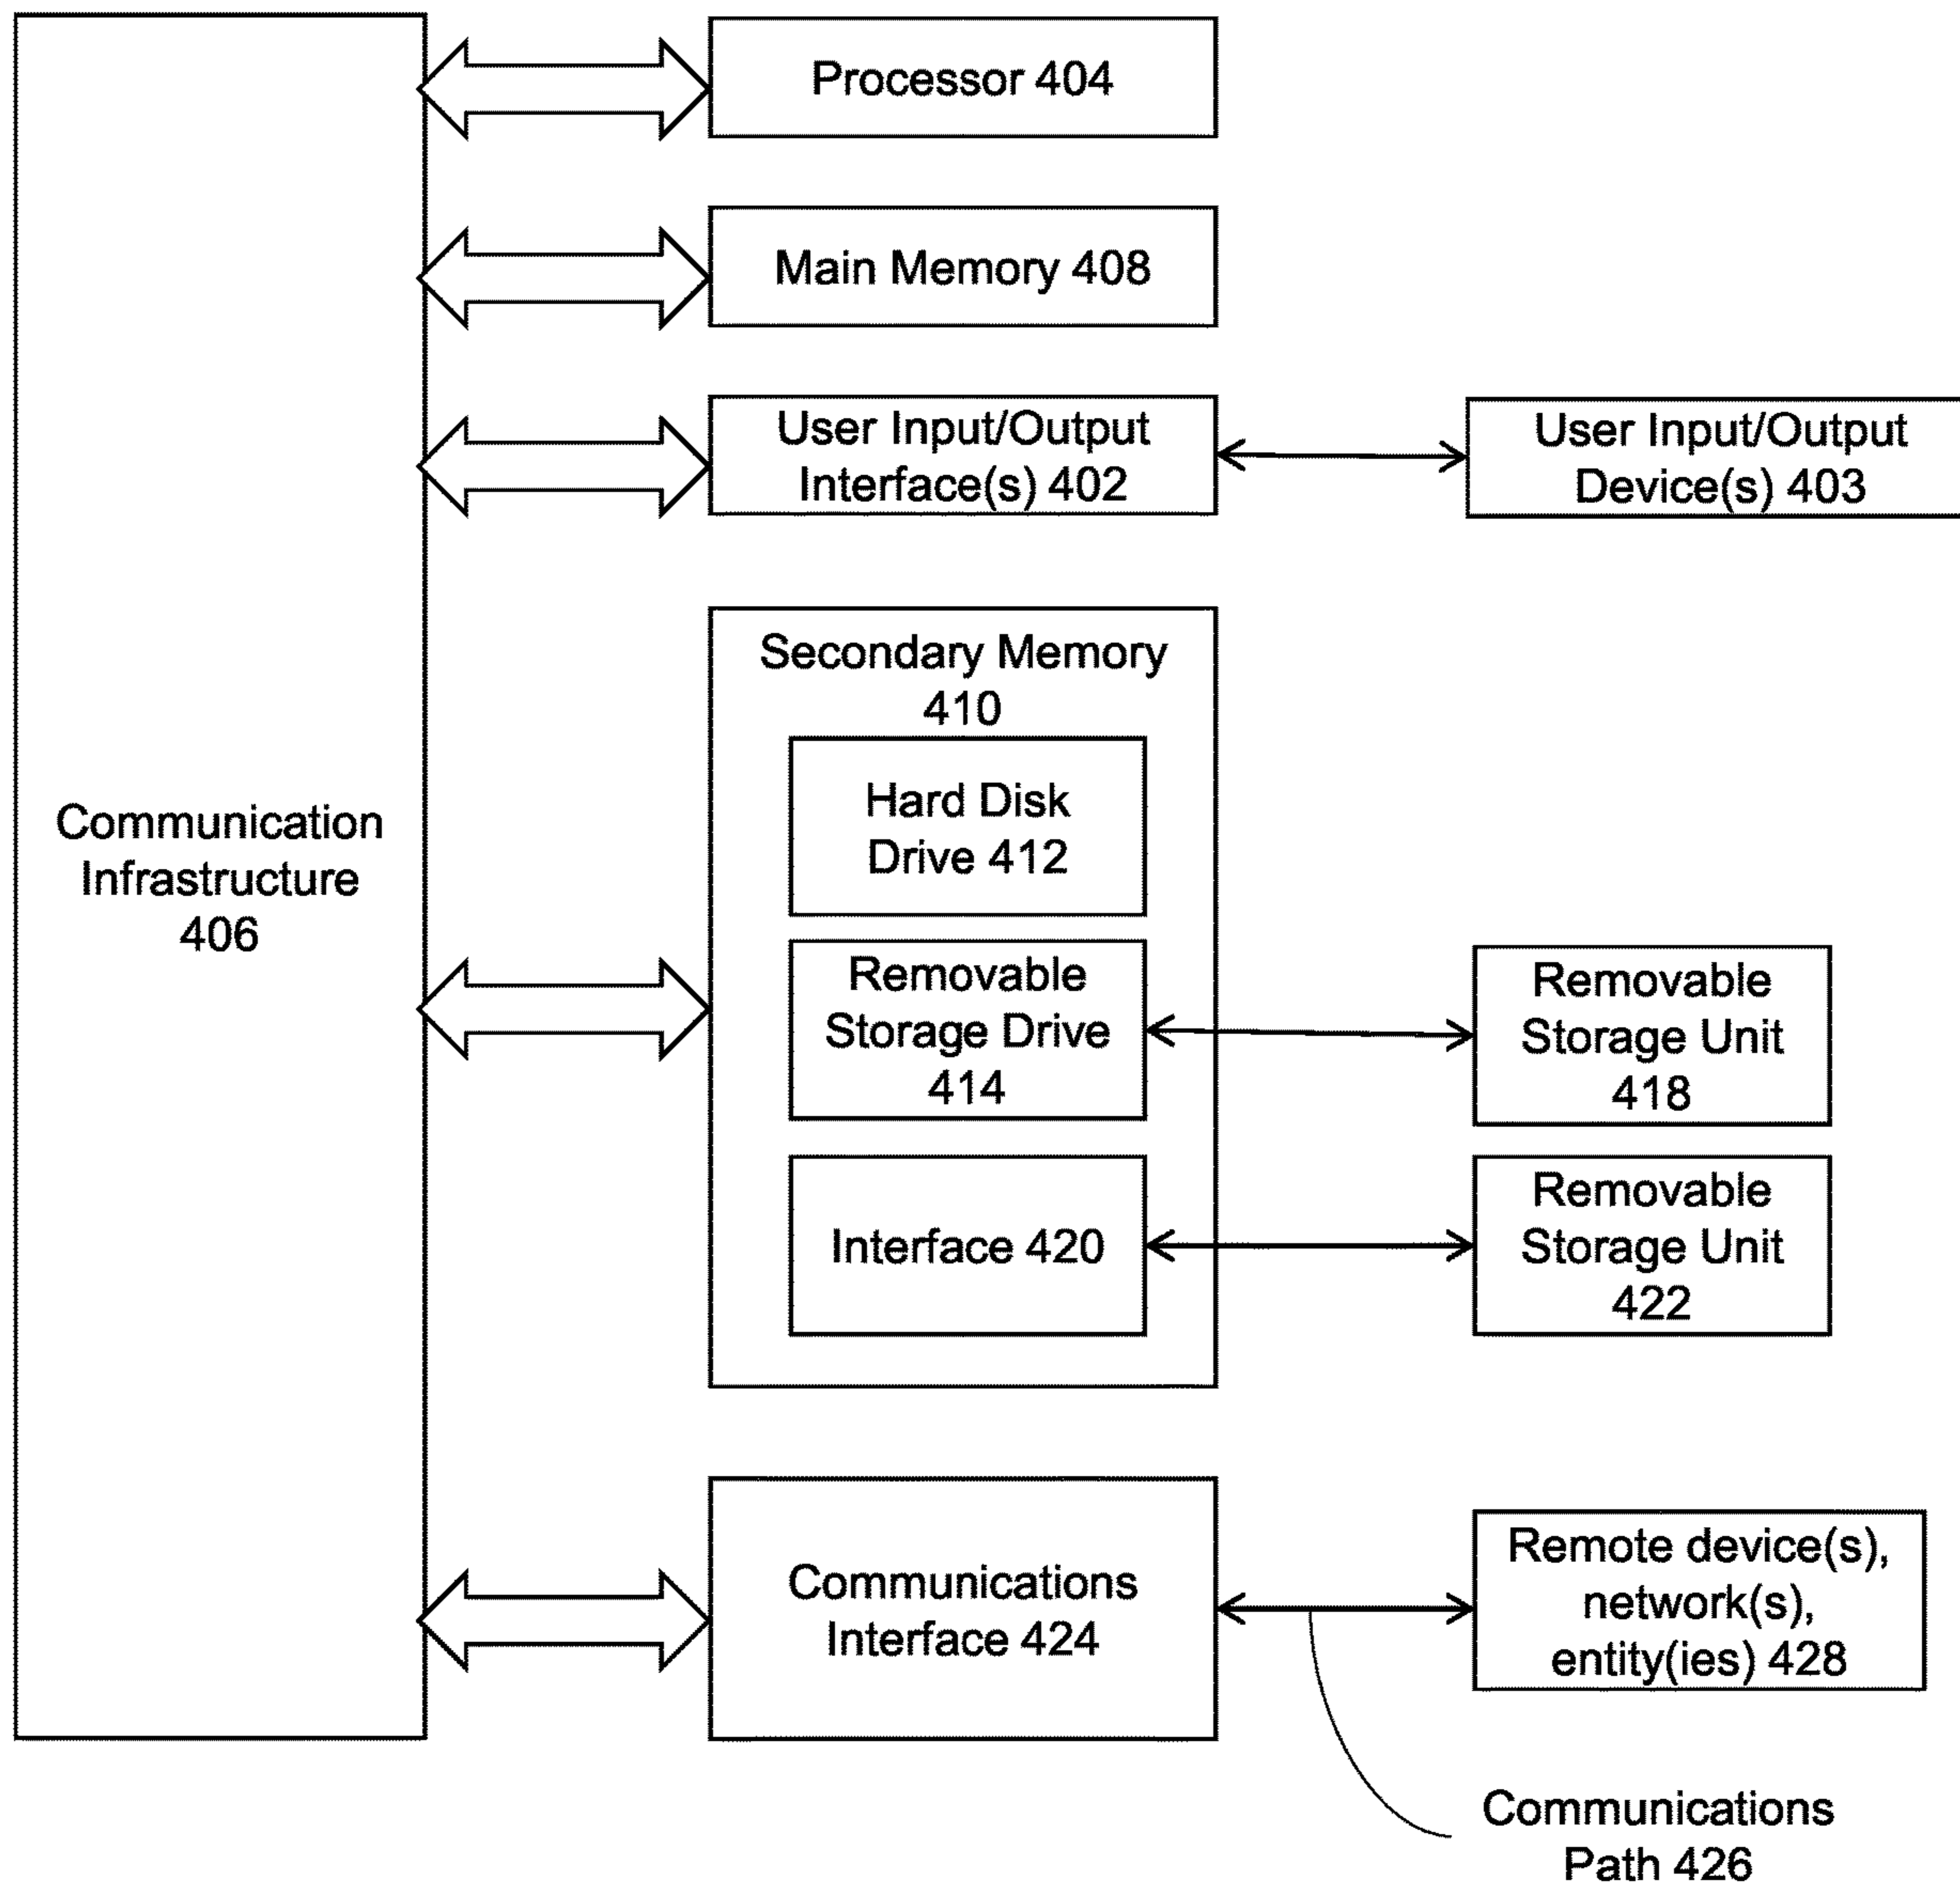 Processor 404
Main Memory 408
User Input/Output
Interface(s) 402
User Input/Output
Device(s) 403
Secondary Memory
410
Hard Disk
Drive 412
Communication
Infrastructure
406
Removable
Storage Drive
414
Removable
Storage Unit
418
Interface 420
Removable
Storage Unit
422
Communications
Interface 424
Remote device(s),
network(s),
entity(ies) 428
Communications
Path 426